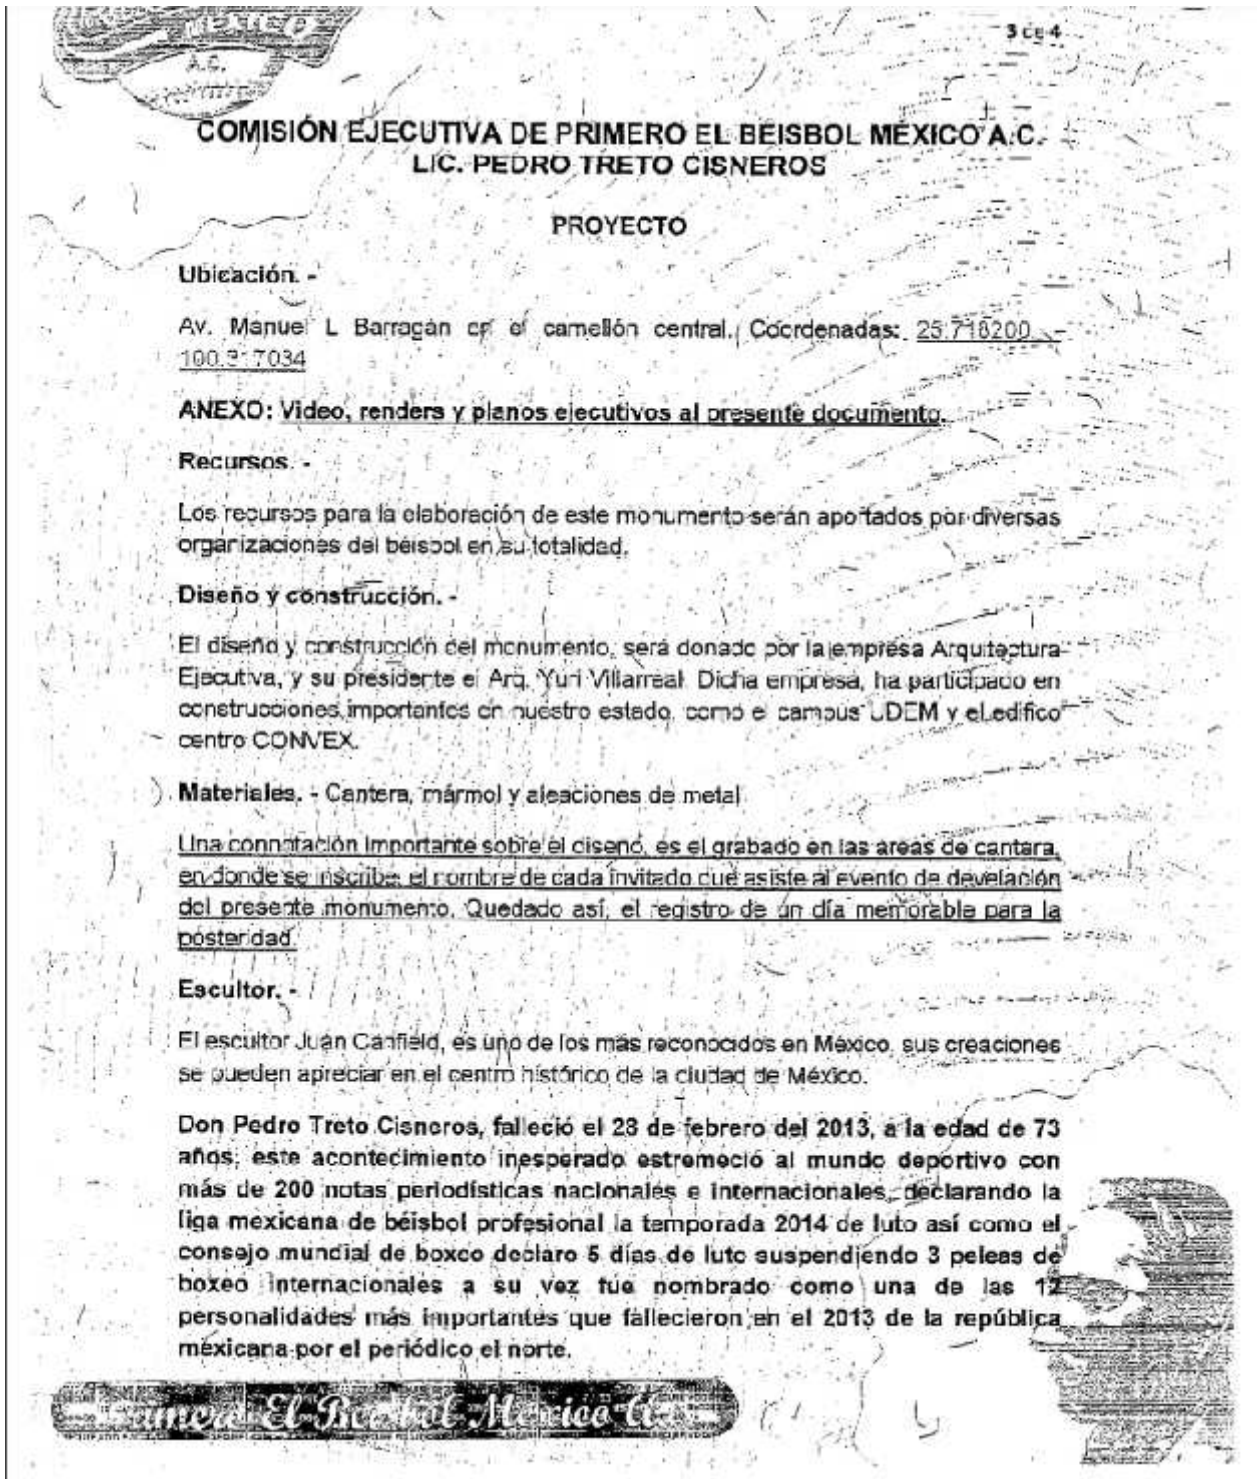 MÉXICO
A.C.
3 de 4
COMISIÓN EJECUTIVA DE PRIMERO EL BÉISBOL MÉXICO A.C.
LIC. PEDRO TRETO CISNEROS
PROYECTO
Ubicación. -
Av. Manuel L Barragán en el camellón central. Coordenadas: 25.718200, -
100.317034
ANEXO: Video, renders y planos ejecutivos al presente documento.
Recursos. -
Los recursos para la elaboración de este monumento serán aportados por diversas
organizaciones del béisbol en su totalidad.
Diseño y construcción. -
El diseño y construcción del monumento, será donado por la empresa Arquitectura
Ejecutiva, y su presidente el Arq. Yuri Villarreal. Dicha empresa, ha participado en
construcciones importantes en nuestro estado, como el campus UDEM y el edifico
centro CONVEX.
Materiales. - Cantera, mármol y aleaciones de metal
Una connotación importante sobre el diseño, es el grabado en las áreas de cantara,
en donde se inscribe, el nombre de cada invitado que asiste al evento de develación
del presente monumento. Quedado así, el registro de un día memorable para la
posteridad.
Escultor. -
El escultor Juan Canfield, es uno de los más reconocidos en México, sus creaciones
se pueden apreciar en el centro histórico de la ciudad de México.
Don Pedro Treto Cisneros, falleció el 28 de febrero del 2013, a la edad de 73
años, este acontecimiento inesperado estremeció al mundo deportivo con
más de 200 notas periodísticas nacionales e internacionales, declarando la
liga mexicana de béisbol profesional la temporada 2014 de luto así como el
consejo mundial de boxeo declaro 5 días de luto suspendiendo 3 peleas de
boxeo internacionales a su vez fue nombrado como una de las 12
personalidades más importantes que fallecieron en el 2013 de la república
mexicana por el periódico el norte.
Primero El Beisbol México A.C.